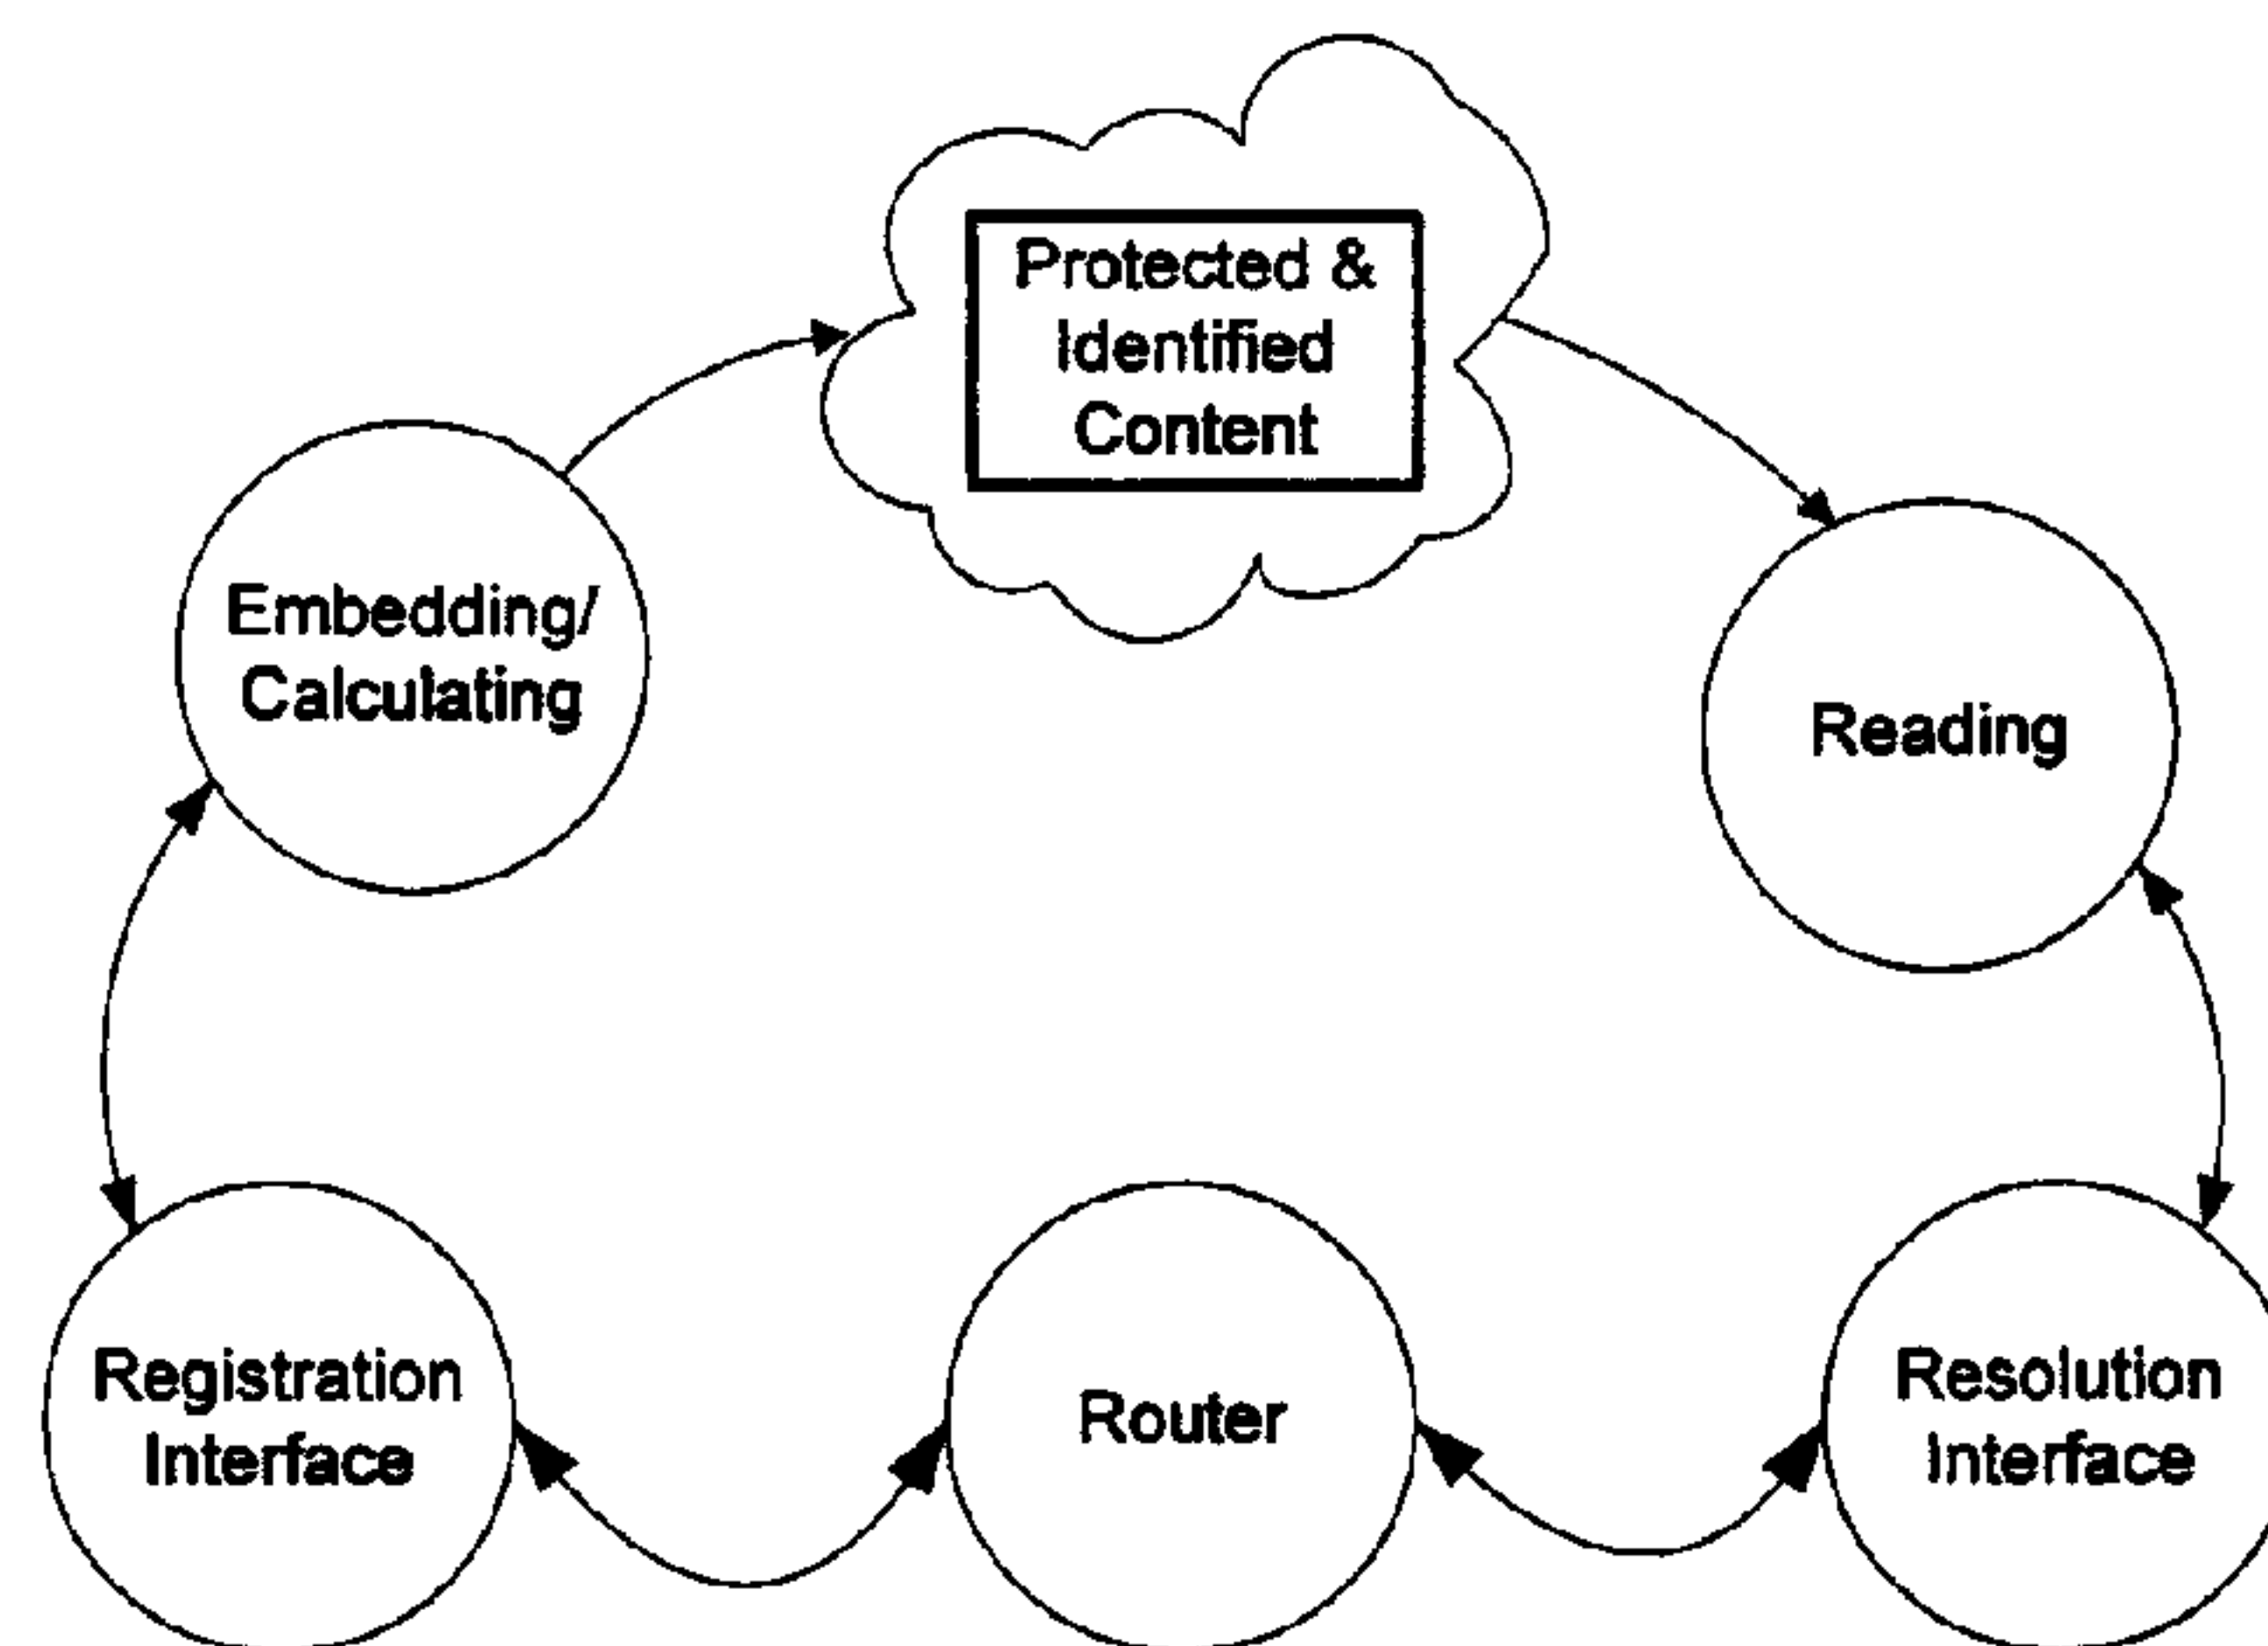 Protected &
Identified
Content
Embedding/
Calculating
Reading
Registration
Interface
Router
Resolution
Interface